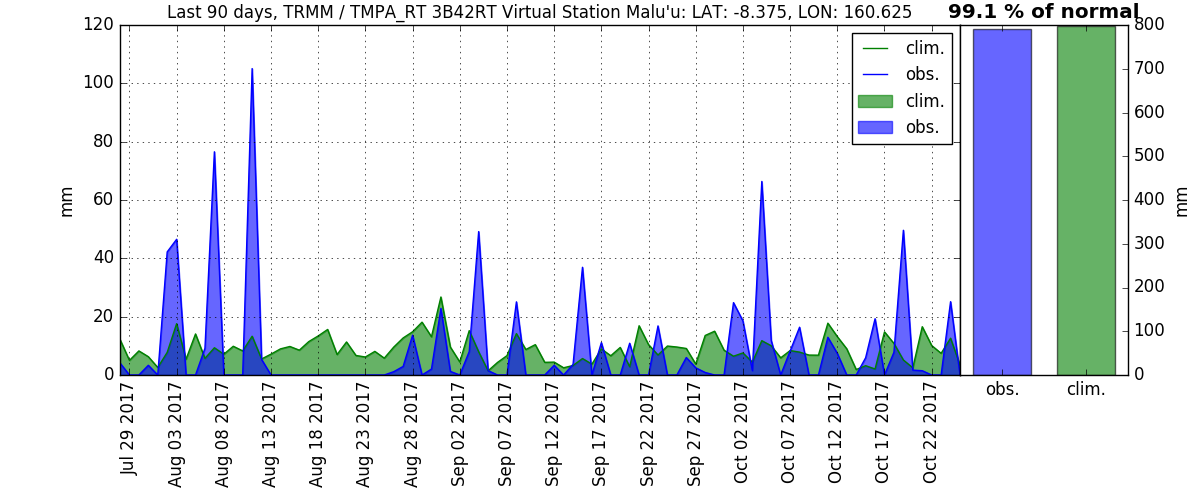 Last 90 days, TRMM / TMPA_RT 3B42RT Virtual Station Malu'u: LAT: -8.375, LON: 160.625
99.1 % of normal
120
100
80
60
40
20
0
mm
clim.
obs.
clim.
obs.
800
700
600
500
400
300
200
100
0
mm
obs.
clim.
Jul 29 2017
Aug 03 2017
Aug 08 2017
Aug 13 2017
Aug 18 2017
Aug 23 2017
Aug 28 2017
Sep 02 2017
Sep 07 2017
Sep 12 2017
Sep 17 2017
Sep 22 2017
Sep 27 2017
Oct 02 2017
Oct 07 2017
Oct 12 2017
Oct 17 2017
Oct 22 2017